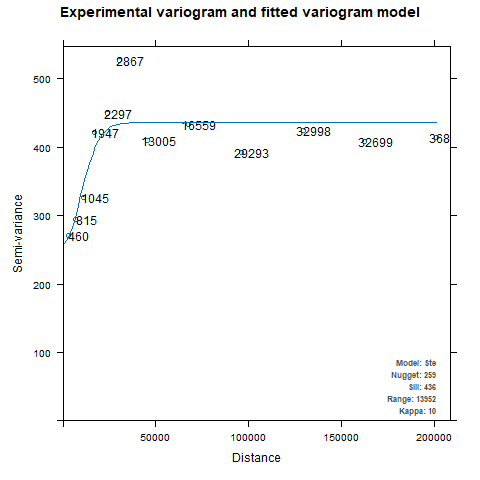 Experimental variogram and fitted variogram model
2867
500
2297
16559
1947
32998
13005
32699
368
400
29293
300
1045
815
460
200
100
Semi-variance
Model: Ste
Nugget: 259
Sill: 436
Range: 13952
Kappa: 10
50000 100000 150000 200000
Distance